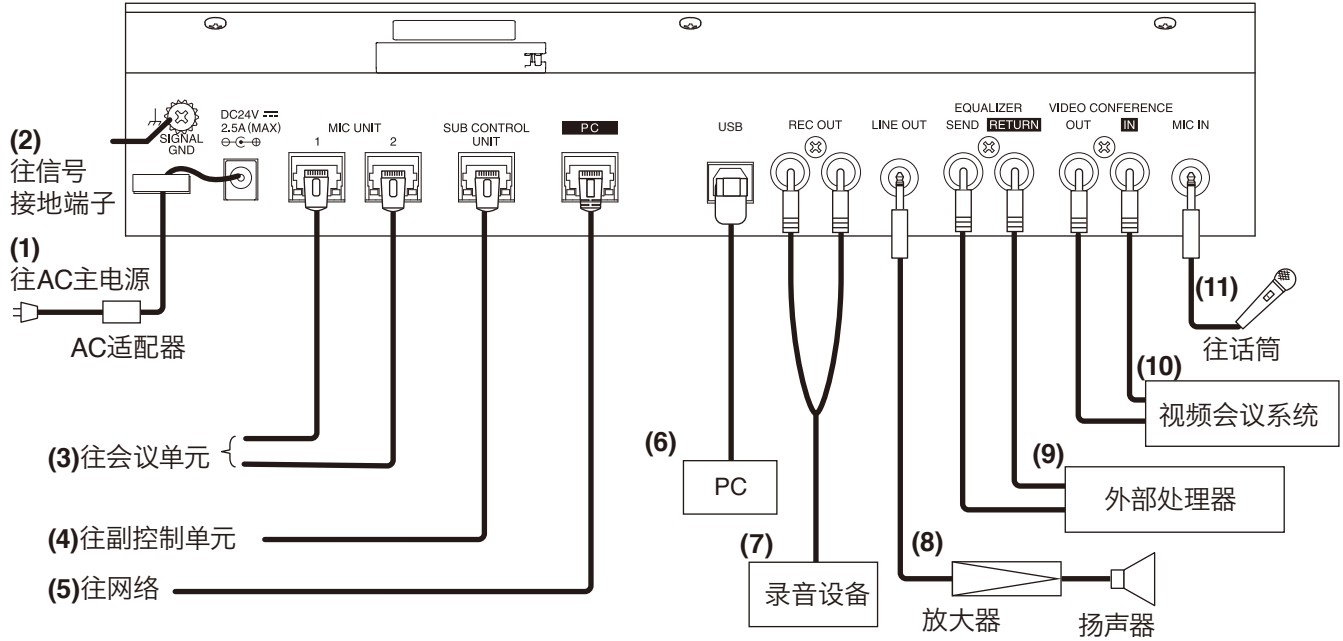 DC24V
2.5A (MAX)
SIGNAL
GND
MIC UNIT
1
2
SUB CONTROL
UNIT
PC
USB
REC OUT
LINE OUT
EQUALIZER
SEND
RETURN
VIDEO CONFERENCE
OUT
IN
MIC IN
(2)
往信号
接地端子
(1)
往AC主电源
AC适配器
(3)往会议单元
(4)往副控制单元
(5)往网络
(6)
PC
(7)
录音设备
(8)
放大器
扬声器
(9)
外部处理器
(10)
视频会议系统
(11)
往话筒